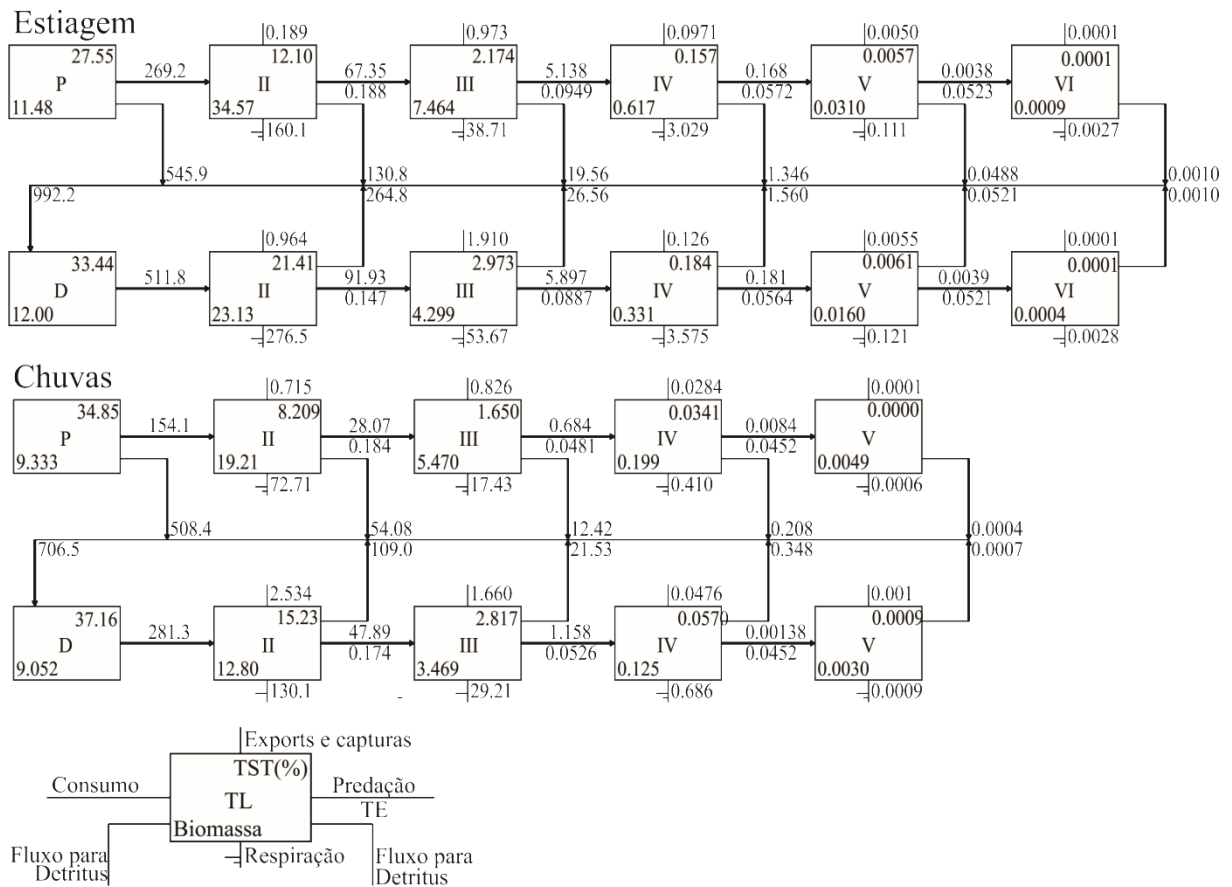 Estiagem
0.189 0.973 0.0971 0.0050 0.0001
27.55 12.10 2.174 0.157 0.0057 0.0001
P 269.2 II 67.35 III 5.138 IV 0.168 V 0.0038 VI
0.188 0.0949 0.0572 0.0523
11.48 34.57 7.464 0.617 0.0310 0.0009
160.1 38.71 3.029 0.111 0.0027
545.9 130.8 19.56 1.346 0.0488 0.0010
992.2 264.8 26.56 1.560 0.0521 0.0010
0.964 1.910 0.126 0.0055 0.0001
33.44 21.41 2.973 0.184 0.0061 0.0001
D 511.8 II 91.93 III 5.897 IV 0.181 V 0.0039 VI
0.147 0.0887 0.0564 0.0521
12.00 23.13 4.299 0.331 0.0160 0.0004
276.5 53.67 3.575 0.121 0.0028
Chuvas
0.715 0.826 0.0284 0.0001
34.85 8.209 1.650 0.0341 0.0000
P 154.1 II 28.07 III 0.684 IV 0.0084 V
0.184 0.0481 0.0452
9.333 19.21 5.470 0.199 0.0049
72.71 17.43 0.410 0.0006
508.4 54.08 12.42 0.208 0.0004
706.5 109.0 21.53 0.348 0.0007
2.534 1.660 0.0476 0.001
37.16 15.23 2.817 0.0570 0.0009
D 281.3 II 47.89 III 1.158 IV 0.00138 V
0.174 0.0526 0.0452
9.052 12.80 3.469 0.125 0.0030
130.1 29.21 0.686 0.0009
Exports e capturas
TST(%)
Consumo TL Predação
TE
Biomassa
Fluxo para Detritus
Respiração
Fluxo para Detritus